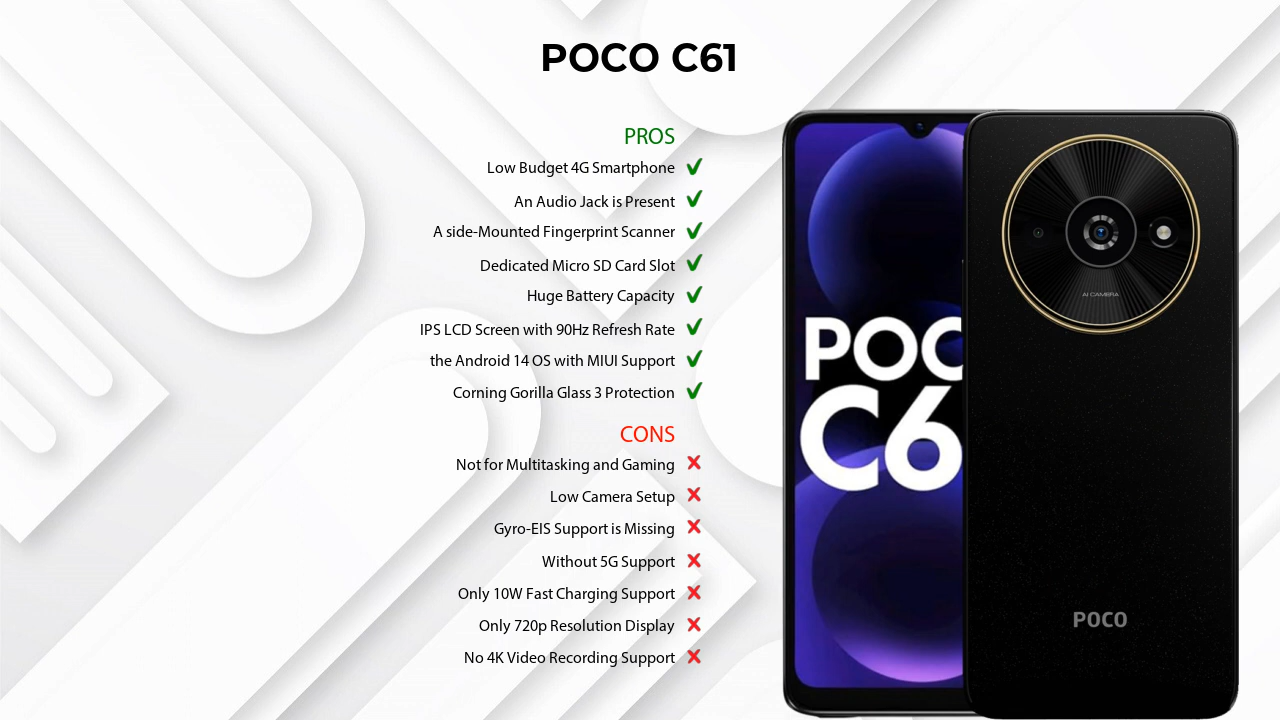 POCO C61
PROS
Low Budget 4G Smartphone
An Audio Jack is Present
A side-Mounted Fingerprint Scanner
Dedicated Micro SD Card Slot
Huge Battery Capacity
IPS LCD Screen with 90Hz Refresh Rate
the Android 14 OS with MIUI Support
Corning Gorilla Glass 3 Protection
CONS
Not for Multitasking and Gaming
Low Camera Setup
Gyro-EIS Support is Missing
Without 5G Support
Only 10W Fast Charging Support
Only 720p Resolution Display
No 4K Video Recording Support
POC
C6
AI CAMERA
POCO